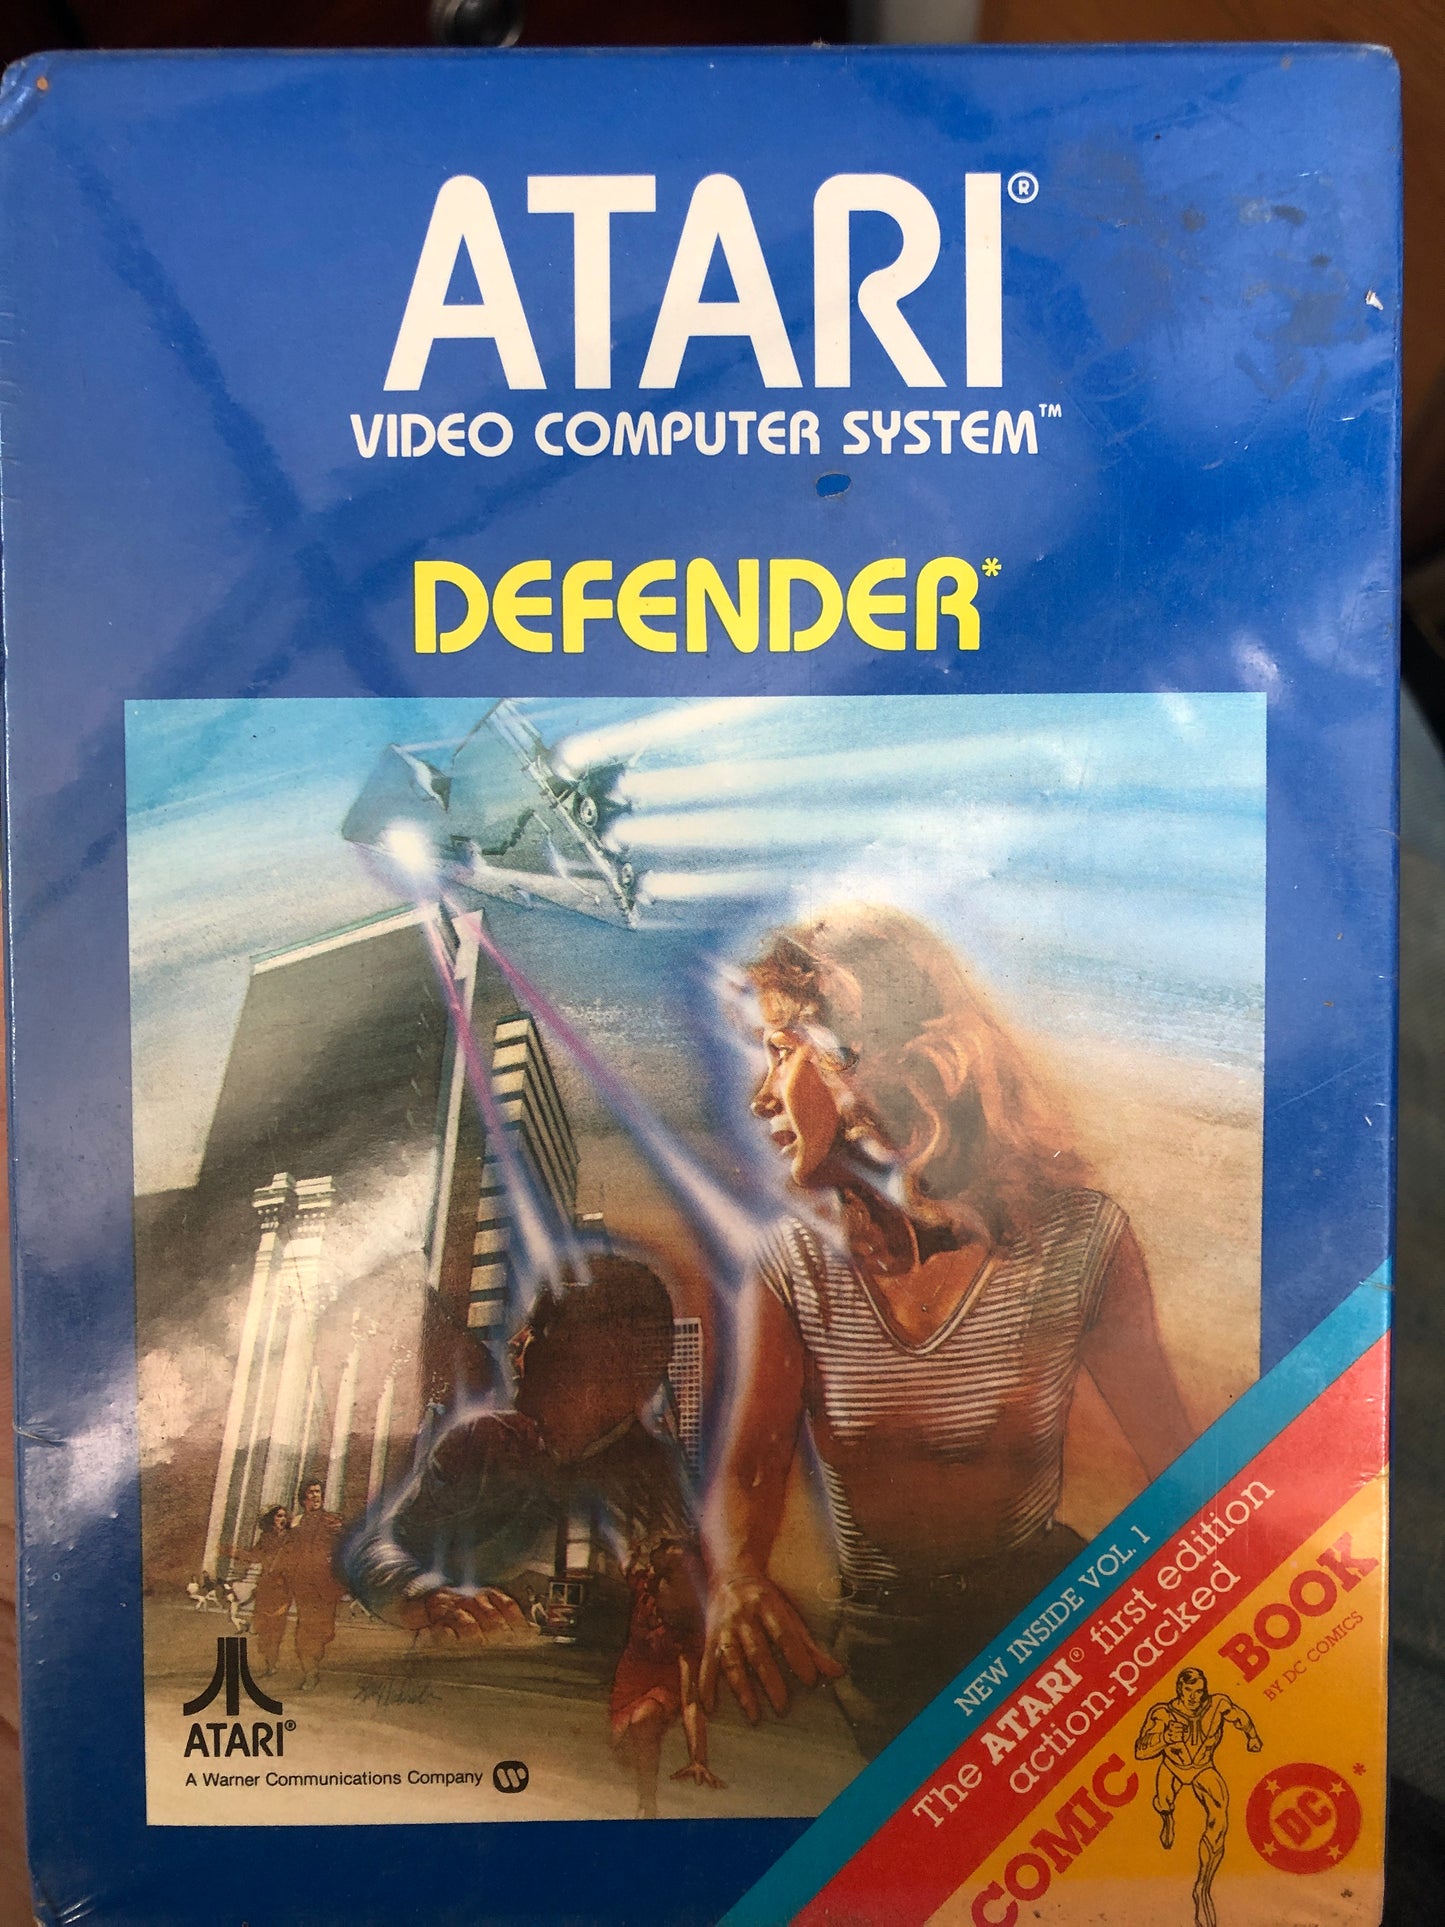 ATARI®
VIDEO COMPUTER SYSTEM™
DEFENDER*
NEW INSIDE VOL. 1
The ATARI® first edition
action-packed
COMIC BOOK
BY DC COMICS
DC*
ATARI®
A Warner Communications Company